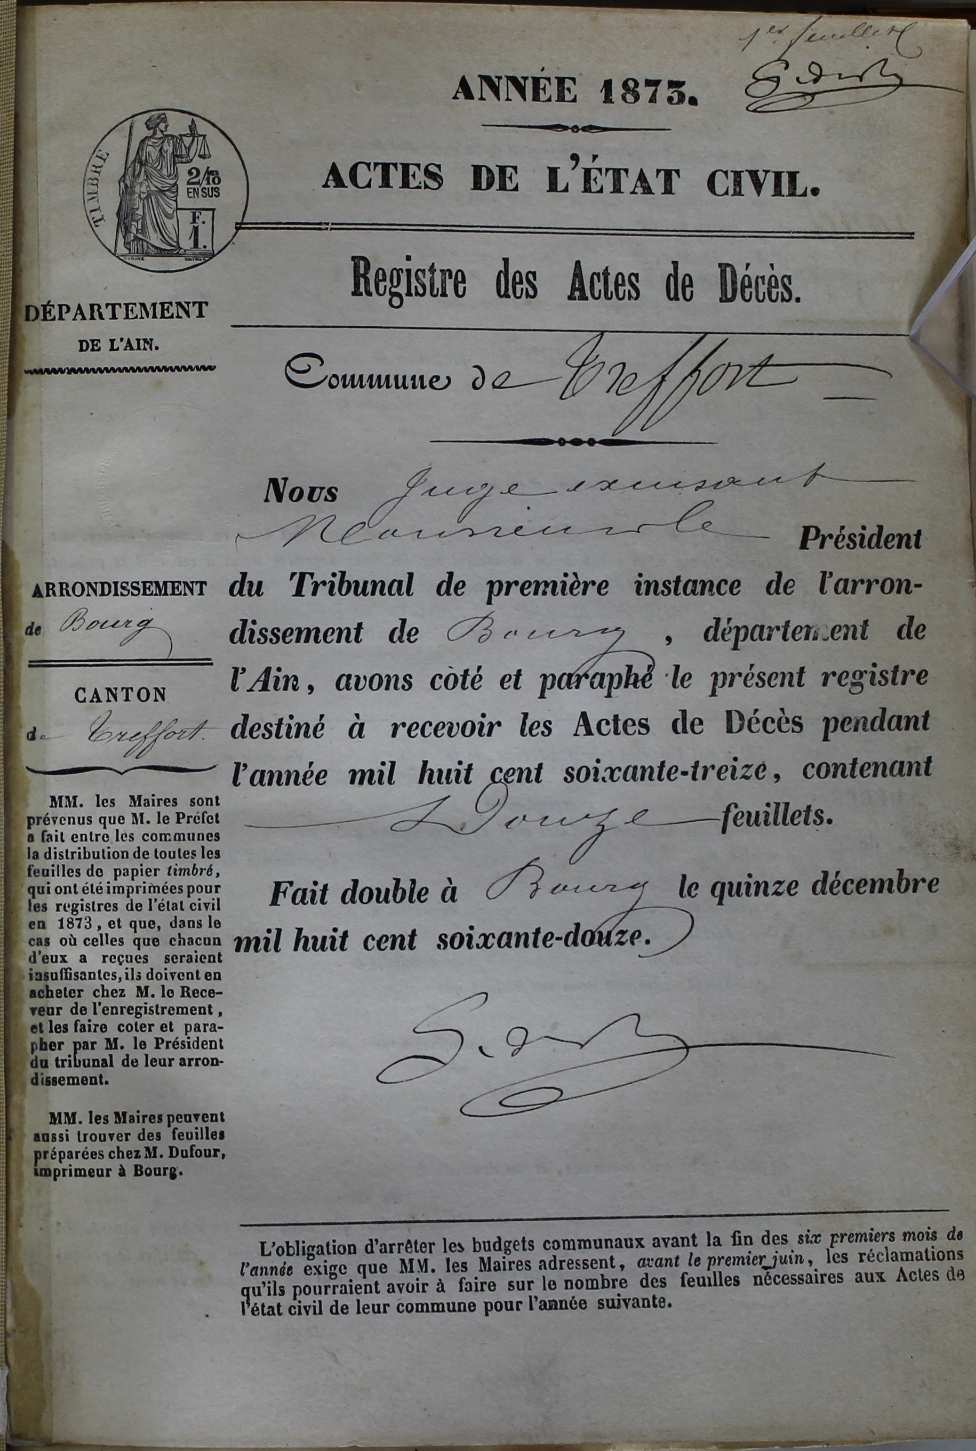 1er feuillet
ANNÉE 1873.
ACTES DE L'ÉTAT CIVIL.
TIMBRE
2/10
EN SUS
F.
1.
Registre des Actes de Décès.
DÉPARTEMENT
DE L'AIN.
Commune de Treffort
Nous Juge exerçant
Monsieur le Président
du Tribunal de première instance de l'arron-
dissement de Bourg, département de
l'Ain, avons coté et paraphé le présent registre
destiné à recevoir les Actes de Décès pendant
l'année mil huit cent soixante-treize, contenant
Douze feuillets.
Fait double à Bourg le quinze décembre
mil huit cent soixante-douze.
ARRONDISSEMENT
de Bourg
CANTON
de Treffort.
MM. les Maires sont
prévenus que M. le Préfet
a fait entre les communes
la distribution de toutes les
feuilles de papier timbré,
qui ont été imprimées pour
les registres de l'état civil
en 1873, et que, dans le
cas où celles que chacun
d'eux a reçues seraient
insuffisantes, ils doivent en
acheter chez M. le Rece-
veur de l'enregistrement,
et les faire coter et para-
pher par M. le Président
du tribunal de leur arron-
dissement.
MM. les Maires peuvent
aussi trouver des feuilles
préparées chez M. Dufour,
imprimeur à Bourg.
L'obligation d'arrêter les budgets communaux avant la fin des six premiers mois de
l'année exige que MM. les Maires adressent, avant le premier juin, les réclamations
qu'ils pourraient avoir à faire sur le nombre des feuilles nécessaires aux Actes de
l'état civil de leur commune pour l'année suivante.